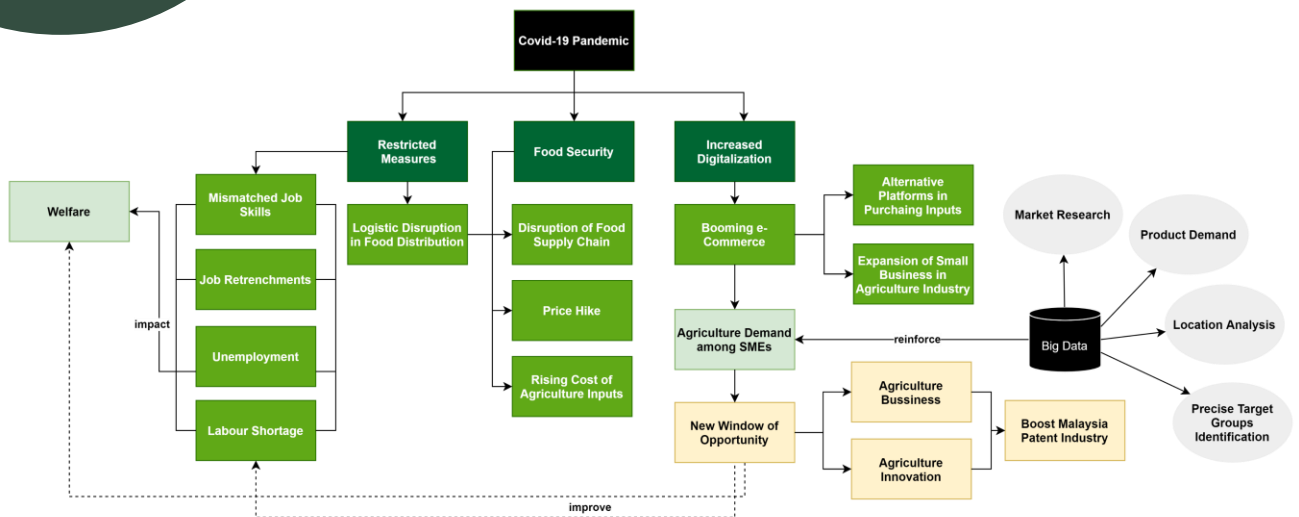 Covid-19 Pandemic
Restricted
Measures
Food Security
Increased
Digitalization
Welfare
Mismatched Job
Skills
Logistic Disruption
in Food Distribution
Disruption of Food
Supply Chain
Booming e-
Commerce
Alternative
Platforms in
Purchaing Inputs
Expansion of Small
Business in
Agriculture Industry
Market Research
Product Demand
Job Retrenchments
Price Hike
impact
Agriculture Demand
among SMEs
reinforce
Big Data
Location Analysis
Unemployment
Rising Cost of
Agriculture Inputs
Agriculture
Bussiness
Labour Shortage
New Window of
Opportunity
Boost Malaysia
Patent Industry
Precise Target
Groups
Identification
Agriculture
Innovation
improve